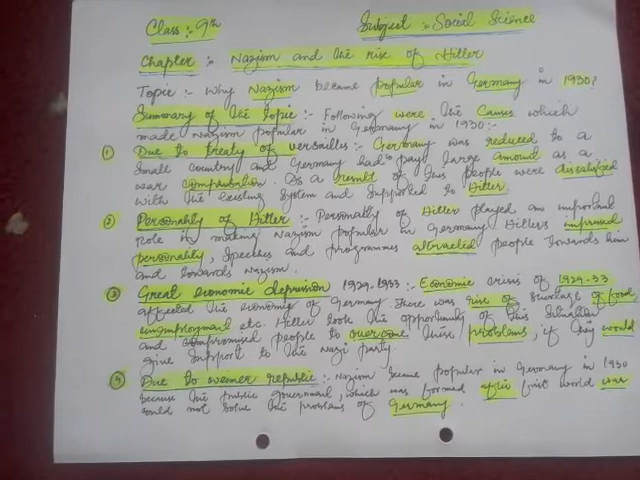 Class :- 9th Subject :- Social Science
Chapter :- Nazism and the rise of Hitler
Topic :- Why Nazism became popular in Germany in 1930?
Summary of the topic :- Following were the causes which
made nazism popular in Germany in 1930 :-
1 Due to treaty of versailles :- Germany was reduced to a
small country and Germany had to pay large amount as a
war . As a result of this people were dissatisfied
with the existing system and supported to Hitler.
2 Personality of Hitler :- Personality of Hitler played an important
role in making Nazism popular in Germany Hitlers
personality, speeches and programmes attracted people towards him
and towards nazism.
3 Great economic depression 1929-1933 :- Economic crisis of 1929-33
affected the economy of Germany there was rise of shortage of food
etc. Hitler took the opportunity of this situation
and people to overcome these problems, if they would
give support to the nazi party.
4 Due to republic :- Nazism became popular in Germany in 1930
because the public , which was formed after first world war
could not solve the problems of Germany.